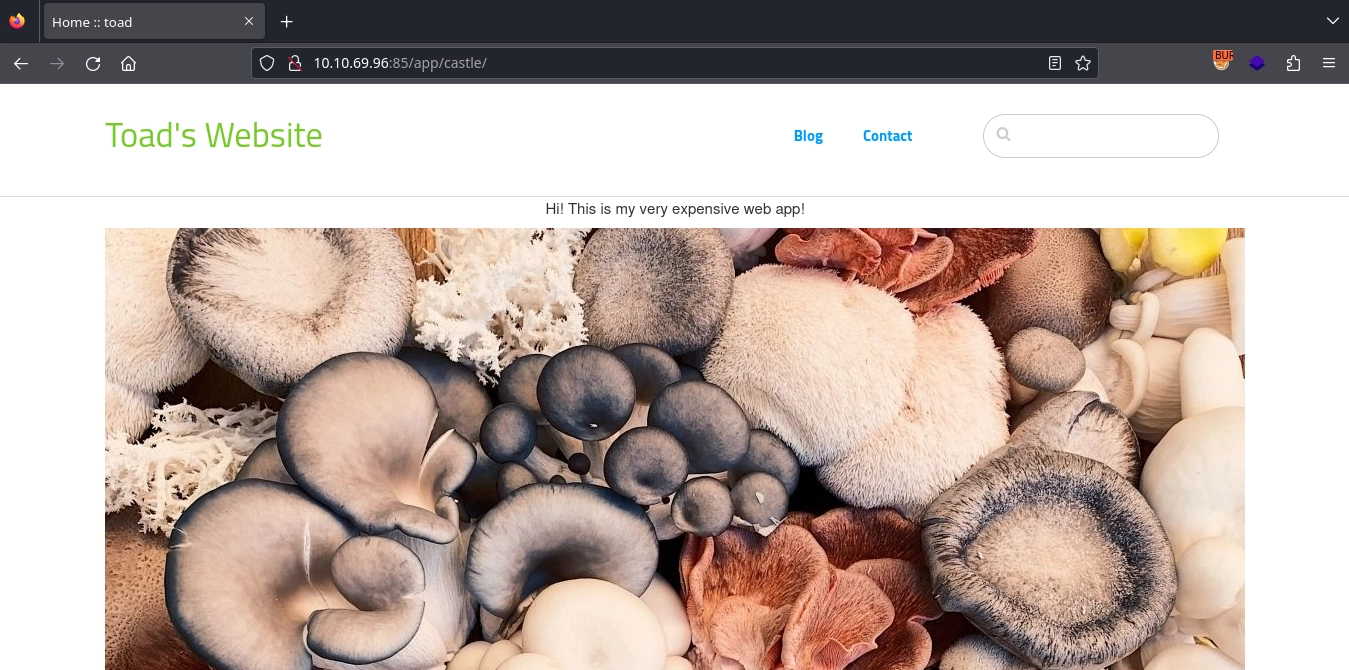 Home :: toad
10.10.69.96:85/app/castle/
BUR
Toad's Website
Blog
Contact
Hi! This is my very expensive web app!